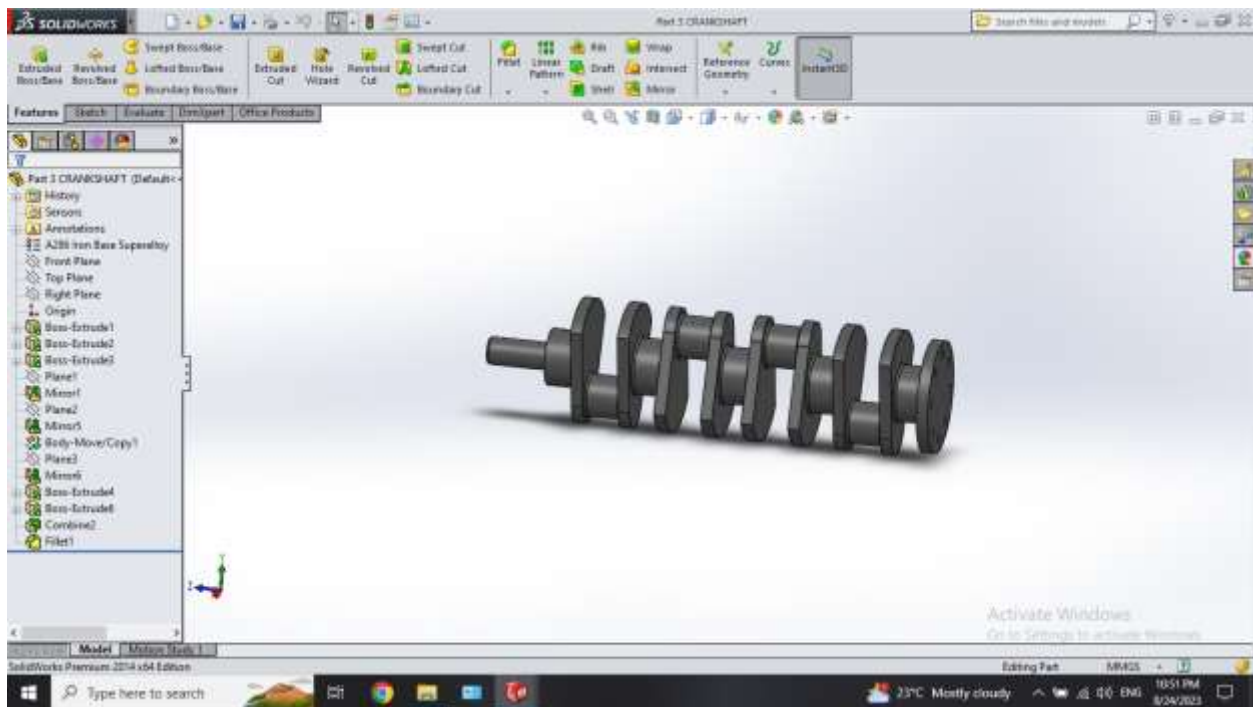 SOLIDWORKS
Part 3 CRANKSHAFT
Search files and models
Extruded Boss/Base
Revolved Boss/Base
Swept Boss/Base
Lofted Boss/Base
Boundary Boss/Base
Extruded Cut
Hole Wizard
Revolved Cut
Swept Cut
Lofted Cut
Boundary Cut
Fillet
Linear Pattern
Rib
Draft
Shell
Wrap
Intersect
Mirror
Reference Geometry
Curves
Instant3D
Features
Sketch
Evaluate
DimXpert
Office Products
Part 3 CRANKSHAFT (Default<
History
Sensors
Annotations
A286 Iron Base Superalloy
Front Plane
Top Plane
Right Plane
Origin
Boss-Extrude1
Boss-Extrude2
Boss-Extrude3
Plane1
Mirror1
Plane2
Mirror5
Body-Move/Copy1
Plane3
Mirror6
Boss-Extrude4
Boss-Extrude6
Combine2
Fillet1
Y
Z
Activate Windows
Go to Settings to activate Windows.
Model
Motion Study 1
SolidWorks Premium 2014 x64 Edition
Editing Part
MMGS
Type here to search
23°C Mostly cloudy
ENG
10:51 PM
8/24/2023